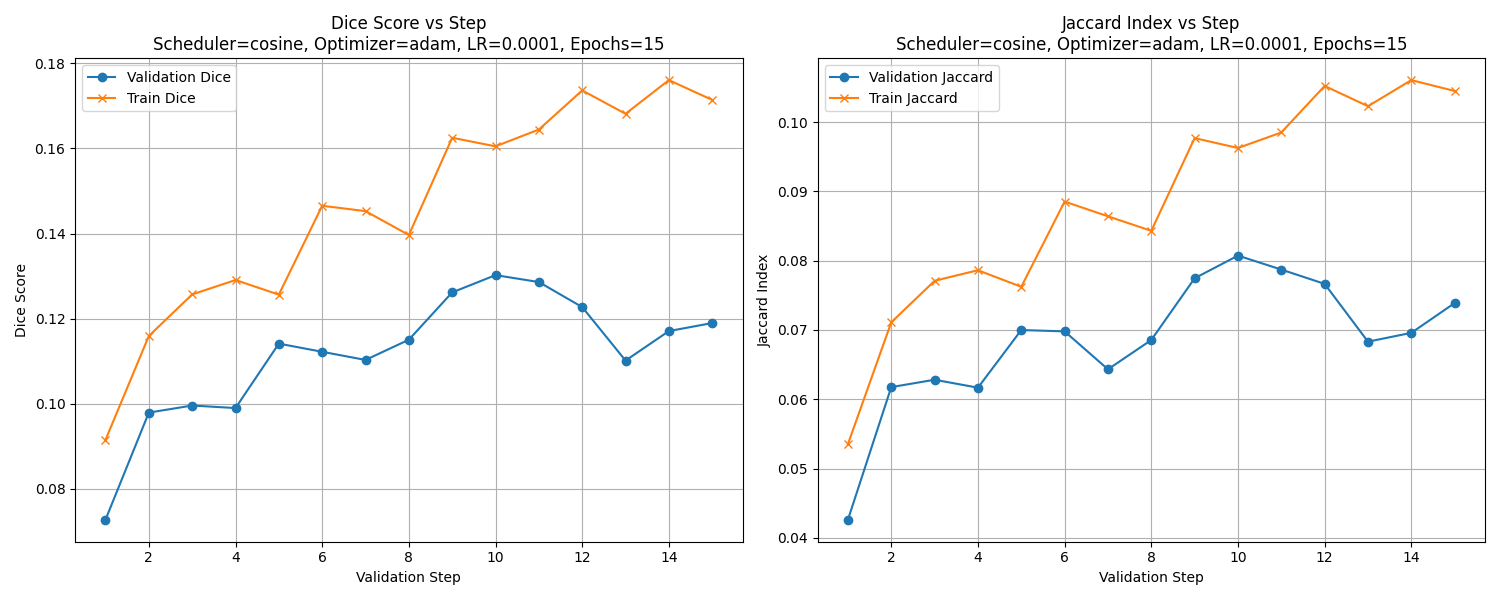 Dice Score vs Step
Scheduler=cosine, Optimizer=adam, LR=0.0001, Epochs=15
Validation Dice
Train Dice
0.18
0.16
0.14
0.12
0.10
0.08
Dice Score
2 4 6 8 10 12 14
Validation Step
Jaccard Index vs Step
Scheduler=cosine, Optimizer=adam, LR=0.0001, Epochs=15
Validation Jaccard
Train Jaccard
0.10
0.09
0.08
0.07
0.06
0.05
0.04
Jaccard Index
2 4 6 8 10 12 14
Validation Step